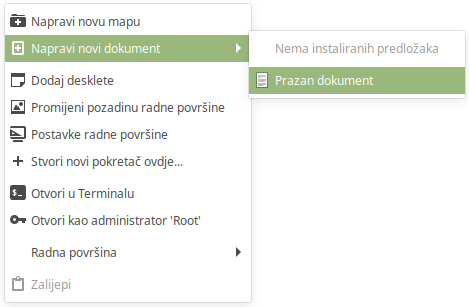 Napravi novu mapu
Napravi novi dokument
Nema instaliranih predložaka
Prazan dokument
Dodaj desklete
Promijeni pozadinu radne površine
Postavke radne površine
Stvori novi pokretač ovdje...
Otvori u Terminalu
Otvori kao administrator 'Root'
Radna površina
Zalijepi